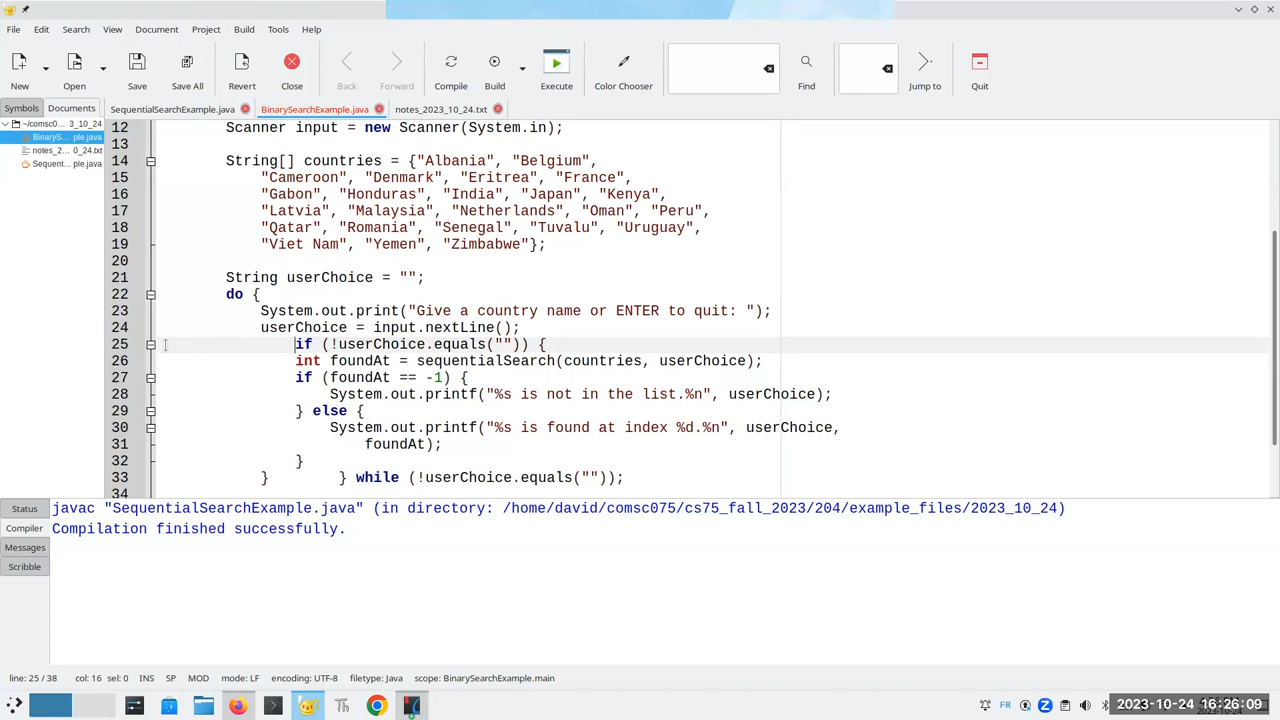 File Edit Search View Document Project Build Tools Help
New Open Save Save All Revert Close Back Forward Compile Build Execute Color Chooser Find Jump to Quit
Symbols Documents SequentialSearchExample.java BinarySearchExample.java notes_2023_10_24.txt
~/comsc0... 3_10_24
BinaryS... ple.java
notes_2... 0_24.txt
Sequent... ple.java
12 Scanner input = new Scanner(System.in);
13
14 String[] countries = {"Albania", "Belgium",
15 "Cameroon", "Denmark", "Eritrea", "France",
16 "Gabon", "Honduras", "India", "Japan", "Kenya",
17 "Latvia", "Malaysia", "Netherlands", "Oman", "Peru",
18 "Qatar", "Romania", "Senegal", "Tuvalu", "Uruguay",
19 "Viet Nam", "Yemen", "Zimbabwe"};
20
21 String userChoice = "";
22 do {
23 System.out.print("Give a country name or ENTER to quit: ");
24 userChoice = input.nextLine();
25 if (!userChoice.equals("")) {
26 int foundAt = sequentialSearch(countries, userChoice);
27 if (foundAt == -1) {
28 System.out.printf("%s is not in the list.%n", userChoice);
29 } else {
30 System.out.printf("%s is found at index %d.%n", userChoice,
31 foundAt);
32 }
33 } } while (!userChoice.equals(""));
34
Status
Compiler
Messages
Scribble
javac "SequentialSearchExample.java" (in directory: /home/david/comsc075/cs75_fall_2023/204/example_files/2023_10_24)
Compilation finished successfully.
line: 25 / 38 col: 16 sel: 0 INS SP MOD mode: LF encoding: UTF-8 filetype: Java scope: BinarySearchExample.main
2023-10-24 16:26:09